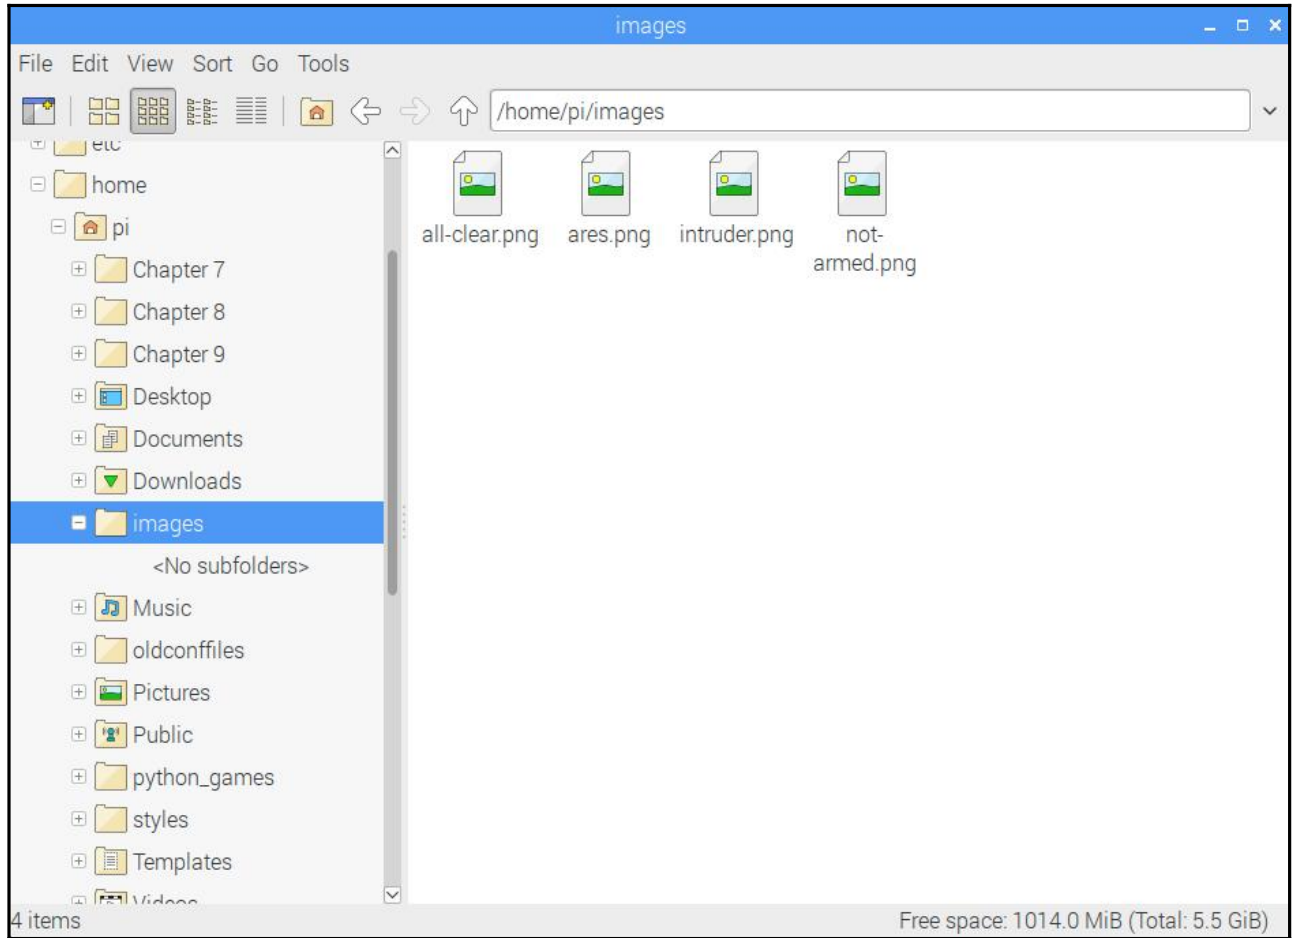 images
File Edit View Sort Go Tools
/home/pi/images
etc
home
pi
Chapter 7
Chapter 8
Chapter 9
Desktop
Documents
Downloads
images
<No subfolders>
Music
oldconffiles
Pictures
Public
python_games
styles
Templates
Videos
all-clear.png ares.png intruder.png not-
armed.png
4 items Free space: 1014.0 MiB (Total: 5.5 GiB)